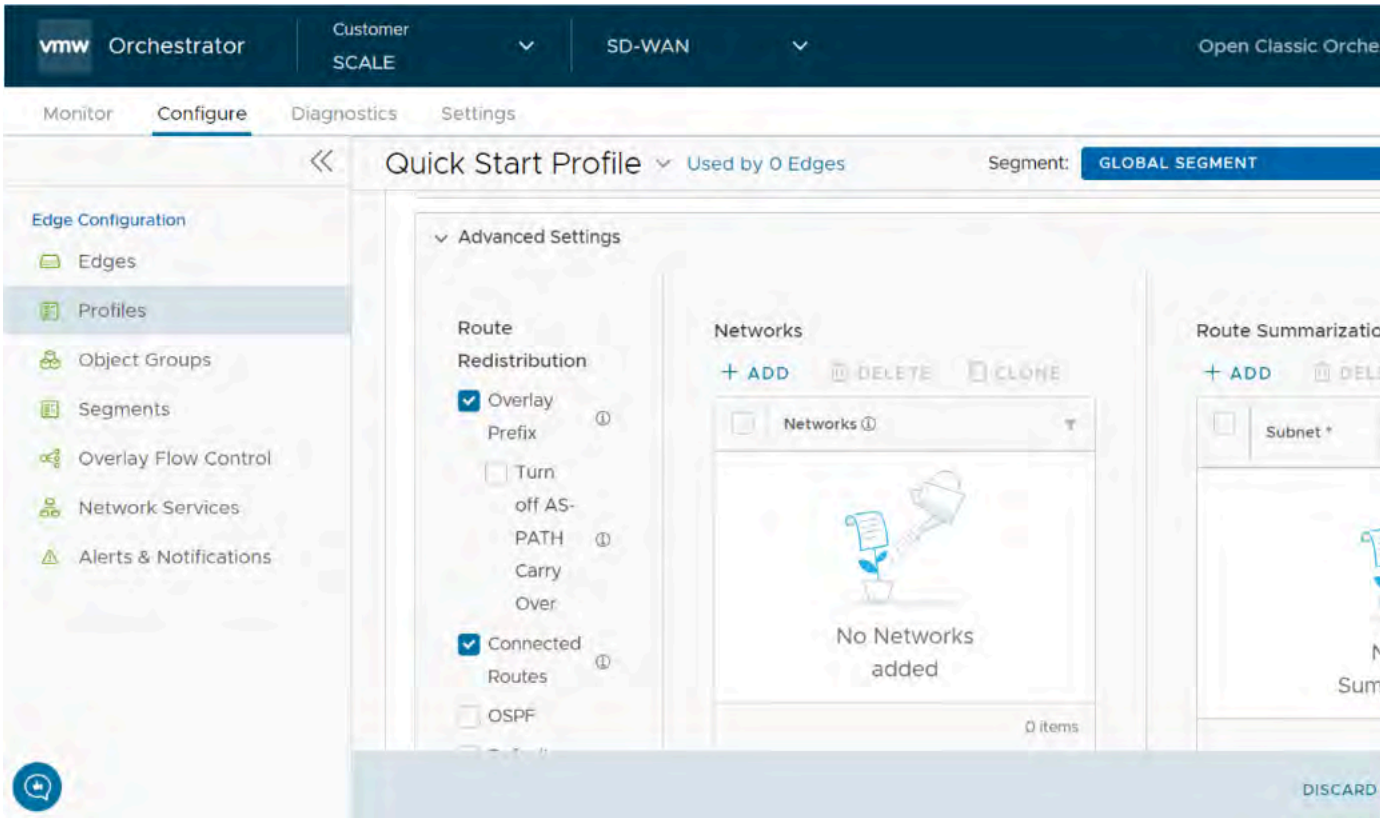 vmw Orchestrator
Customer
SCALE
SD-WAN
Open Classic Orche
Monitor Configure Diagnostics Settings
Quick Start Profile Used by 0 Edges Segment: GLOBAL SEGMENT
Edge Configuration
Edges
Profiles
Object Groups
Segments
Overlay Flow Control
Network Services
Alerts & Notifications
Advanced Settings
Route
Redistribution
Overlay
Prefix
Turn
off AS-
PATH
Carry
Over
Connected
Routes
OSPF
Networks
+ ADD DELETE CLONE
Networks
No Networks
added
0 items
Route Summarizatio
+ ADD DEL
Subnet *
N
Sum
DISCARD